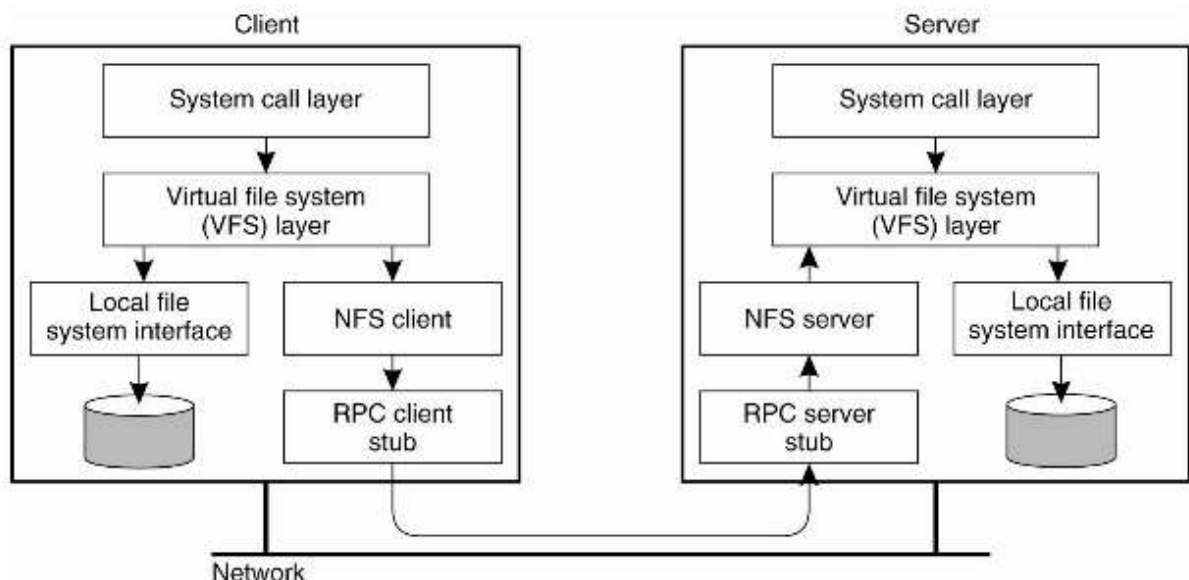 Client
Server
System call layer
System call layer
Virtual file system
(VFS) layer
Virtual file system
(VFS) layer
Local file
system interface
NFS client
NFS server
Local file
system interface
RPC client
stub
RPC server
stub
Network